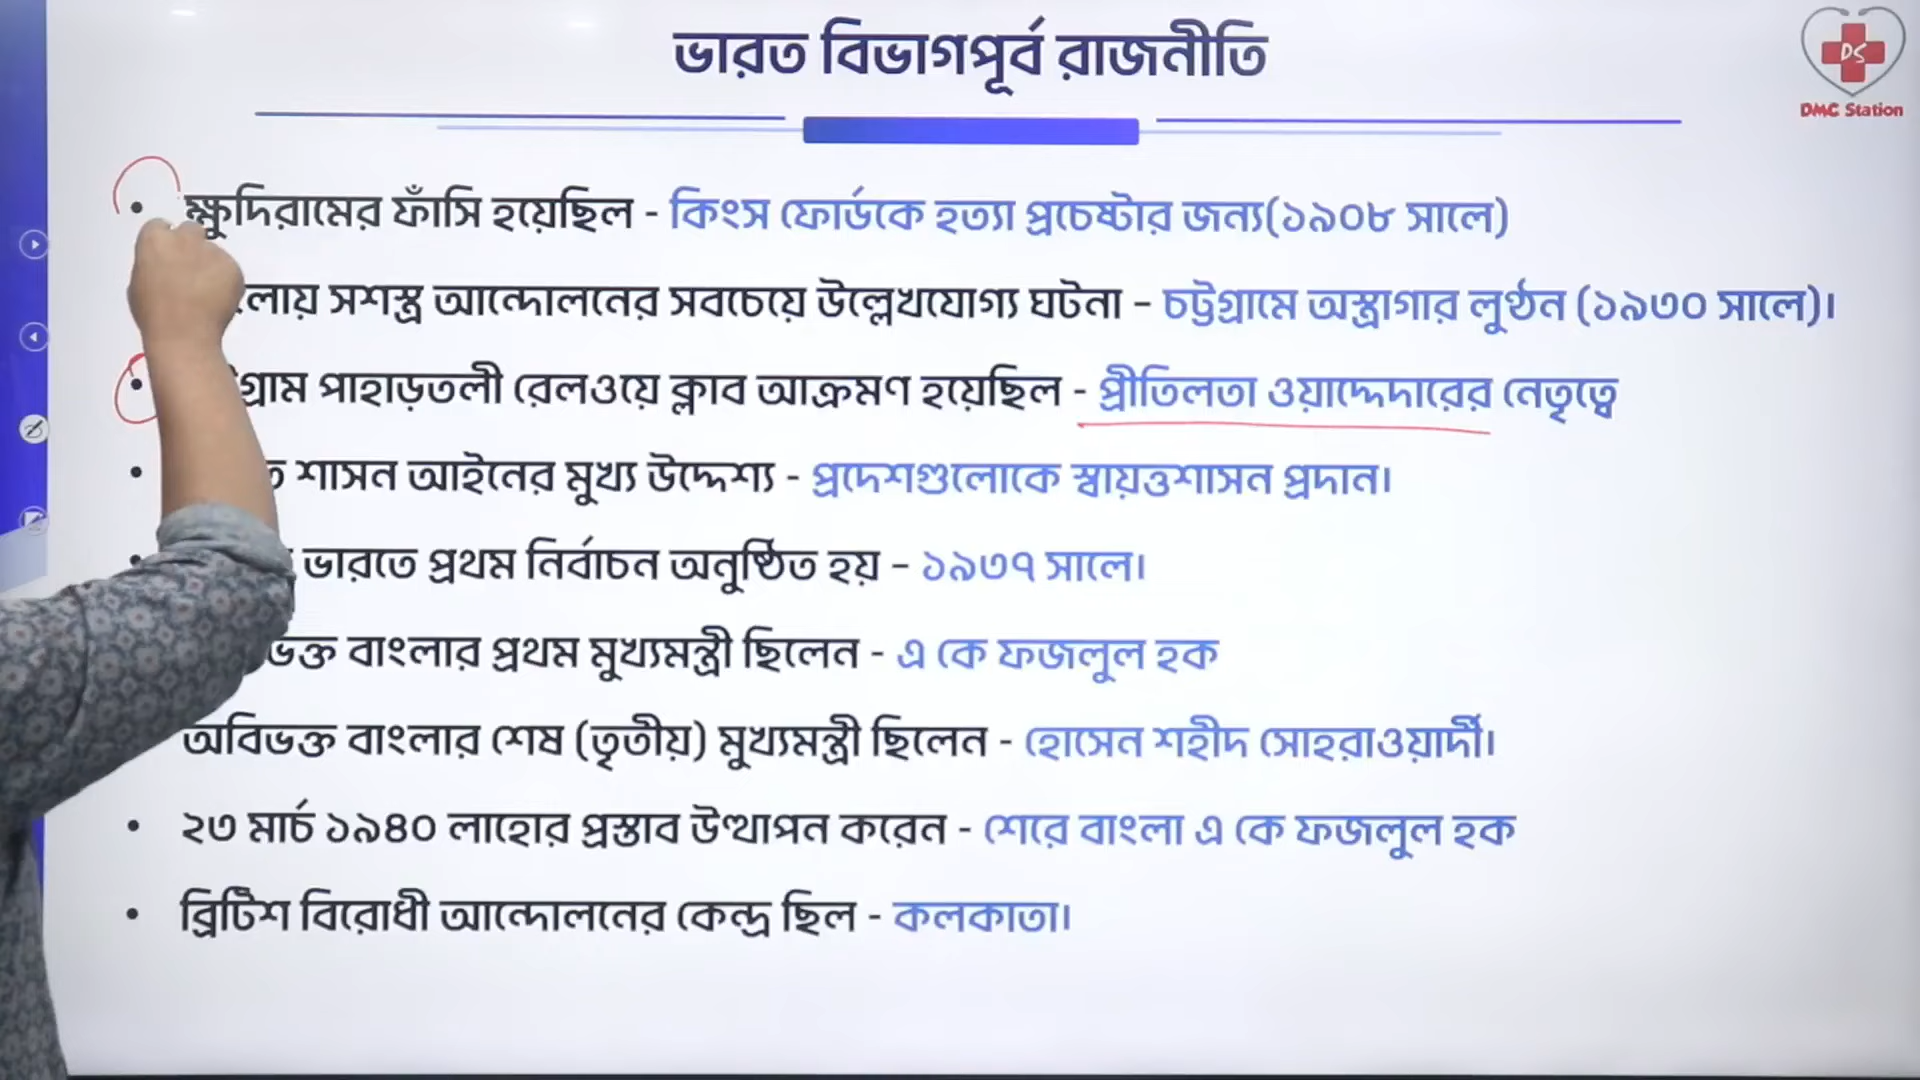 ভারত বিভাগপূর্ব রাজনীতি
DS
DMC Station
ক্ষুদিরামের ফাঁসি হয়েছিল - কিংস ফোর্ডকে হত্যা প্রচেষ্টার জন্য(১৯০৮ সালে)
সশস্ত্র আন্দোলনের সবচেয়ে উল্লেখযোগ্য ঘটনা – চট্টগ্রামে অস্ত্রাগার লুণ্ঠন (১৯৩০ সালে)।
পাহাড়তলী রেলওয়ে ক্লাব আক্রমণ হয়েছিল - প্রীতিলতা ওয়াদ্দেদারের নেতৃত্বে
শাসন আইনের মুখ্য উদ্দেশ্য - প্রদেশগুলোকে স্বায়ত্তশাসন প্রদান।
ভারতে প্রথম নির্বাচন অনুষ্ঠিত হয় – ১৯৩৭ সালে।
বাংলার প্রথম মুখ্যমন্ত্রী ছিলেন - এ কে ফজলুল হক
অবিভক্ত বাংলার শেষ (তৃতীয়) মুখ্যমন্ত্রী ছিলেন - হোসেন শহীদ সোহরাওয়ার্দী।
২৩ মার্চ ১৯৪০ লাহোর প্রস্তাব উত্থাপন করেন - শেরে বাংলা এ কে ফজলুল হক
ব্রিটিশ বিরোধী আন্দোলনের কেন্দ্র ছিল - কলকাতা।